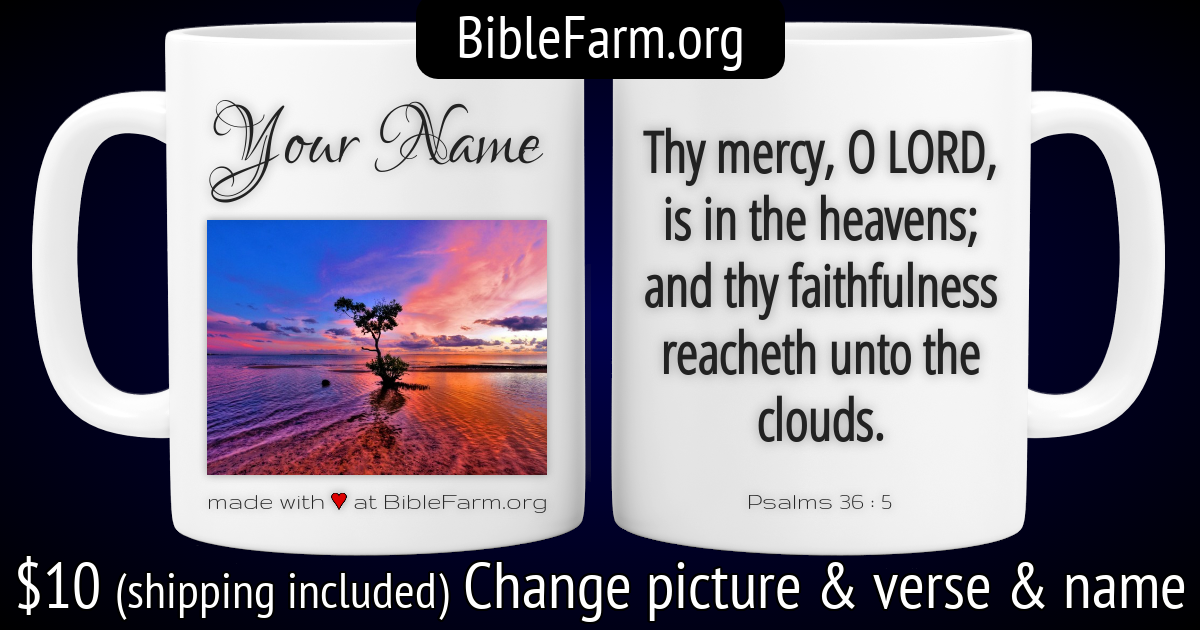 BibleFarm.org
Your Name
made with ♥ at BibleFarm.org
Thy mercy, O LORD,
is in the heavens;
and thy faithfulness
reacheth unto the
clouds.
Psalms 36 : 5
$10 (shipping included) Change picture & verse & name